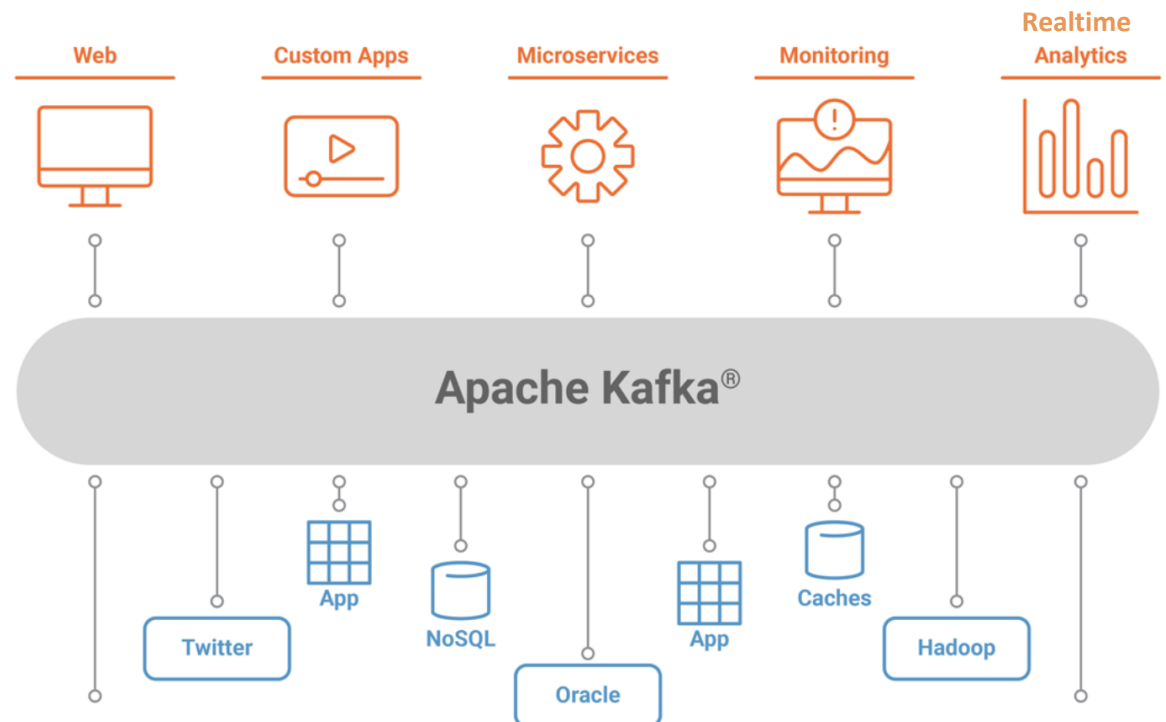 Realtime
Web
Custom Apps
Microservices
Monitoring
Analytics
Apache Kafka®
App
Caches
NoSQL
App
Twitter
Hadoop
Oracle